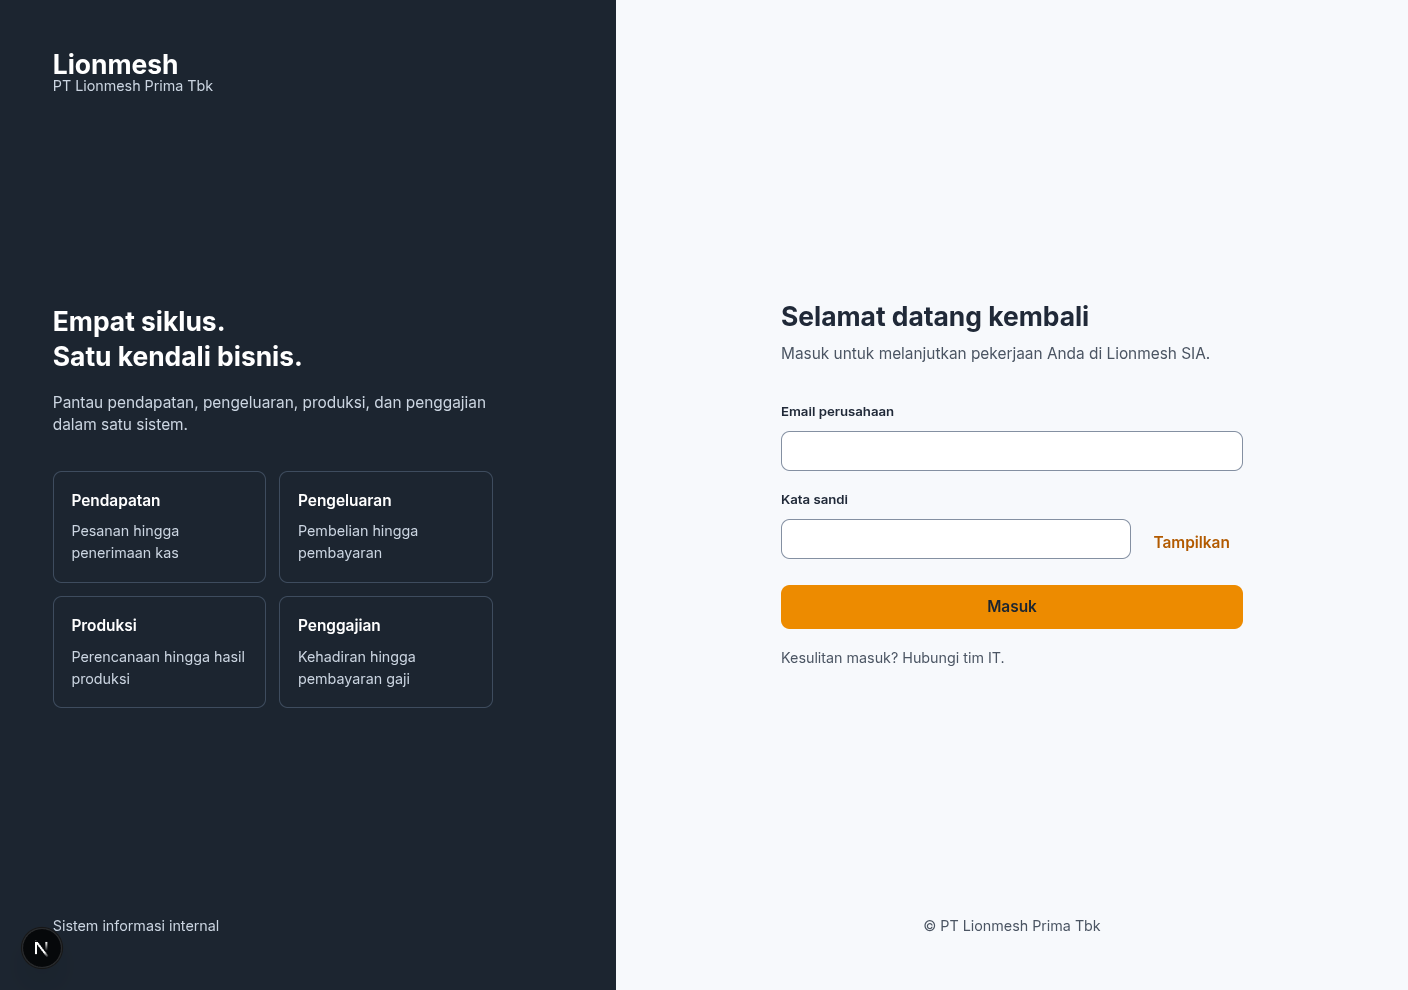 Lionmesh
PT Lionmesh Prima Tbk
Empat siklus.
Satu kendali bisnis.
Pantau pendapatan, pengeluaran, produksi, dan penggajian
dalam satu sistem.
Pendapatan
Pesanan hingga
penerimaan kas
Pengeluaran
Pembelian hingga
pembayaran
Produksi
Perencanaan hingga hasil
produksi
Penggajian
Kehadiran hingga
pembayaran gaji
Sistem informasi internal
N
Selamat datang kembali
Masuk untuk melanjutkan pekerjaan Anda di Lionmesh SIA.
Email perusahaan
Kata sandi
Tampilkan
Masuk
Kesulitan masuk? Hubungi tim IT.
© PT Lionmesh Prima Tbk